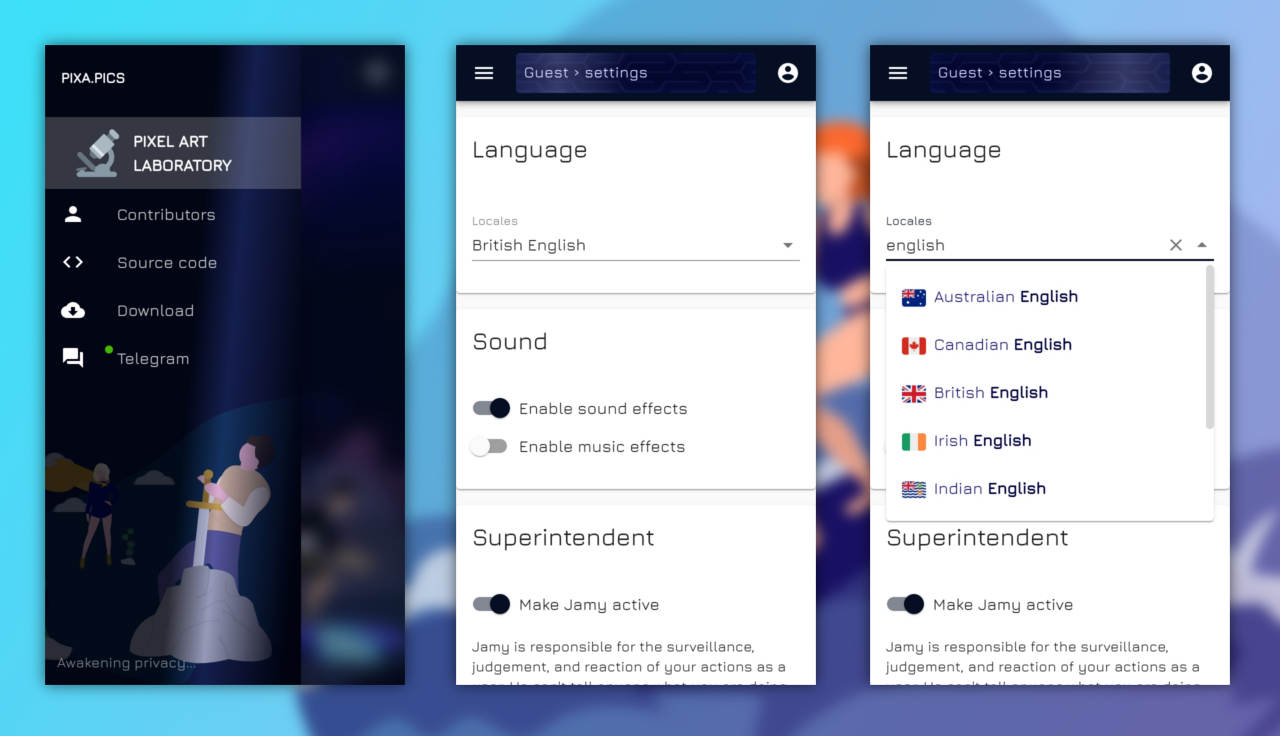 PIXA.PICS
PIXEL ART
LABORATORY
Contributors
Source code
Download
Telegram
Awakening privacy...
Guest › settings
Language
Locales
British English
Sound
Enable sound effects
Enable music effects
Superintendent
Make Jamy active
Jamy is responsible for the surveillance,
judgement, and reaction of your actions as a
Guest › settings
Language
Locales
english
Australian English
Canadian English
British English
Irish English
Indian English
Superintendent
Make Jamy active
Jamy is responsible for the surveillance,
judgement, and reaction of your actions as a